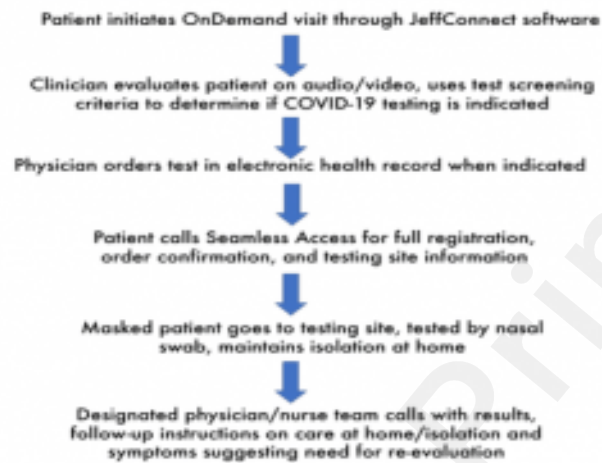 Patient initiates OnDemand visit through JeffConnect software
Clinician evaluates patient on audio/video, uses test screening
criteria to determine if COVID-19 testing is indicated
Physician orders test in electronic health record when indicated
Patient calls Seamless Access for full registration,
order confirmation, and testing site information
Masked patient goes to testing site, tested by nasal
swab, maintains isolation at home
Designated physician/nurse team calls with results,
follow-up instructions on care at home/isolation and
symptoms suggesting need for re-evaluation
Prin